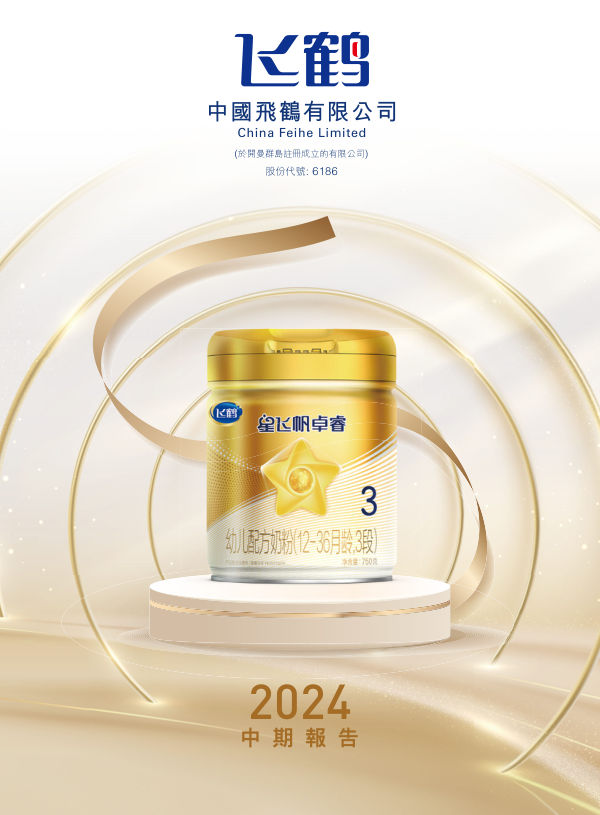 飞鹤
中國飛鶴有限公司
China Feihe Limited
(於開曼群島註冊成立的有限公司)
股份代號: 6186
飞鹤
星飞帆卓睿
3
幼儿配方奶粉(12-36月龄,3段)
净含量: 750克
2024
中期報告